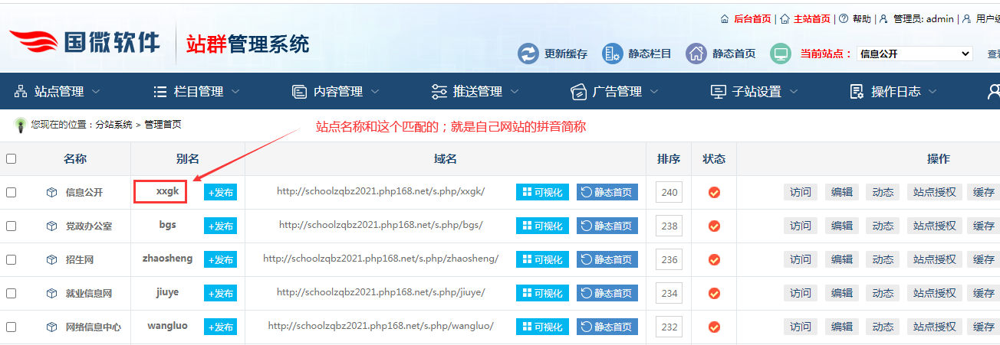 后台首页 | 主站首页 | 帮助 | 管理员: admin | 用户级
国微软件 站群管理系统
更新缓存 静态栏目 静态首页 当前站点： 信息公开 查看
站点管理 栏目管理 内容管理 推送管理 广告管理 子站设置 操作日志
您现在的位置：分站系统 > 管理首页
站点名称和这个匹配的；就是自己网站的拼音简称
名称 别名 域名 排序 状态 操作
信息公开 xxgk +发布 http://schoolzqbz2021.php168.net/s.php/xxgk/ 可视化 静态首页 240 访问 编辑 动态 站点授权 缓存
党政办公室 bgs +发布 http://schoolzqbz2021.php168.net/s.php/bgs/ 可视化 静态首页 238 访问 编辑 动态 站点授权 缓存
招生网 zhaosheng +发布 http://schoolzqbz2021.php168.net/s.php/zhaosheng/ 可视化 静态首页 236 访问 编辑 动态 站点授权 缓存
就业信息网 jiuye +发布 http://schoolzqbz2021.php168.net/s.php/jiuye/ 可视化 静态首页 234 访问 编辑 动态 站点授权 缓存
网络信息中心 wangluo +发布 http://schoolzqbz2021.php168.net/s.php/wangluo/ 可视化 静态首页 232 访问 编辑 动态 站点授权 缓存